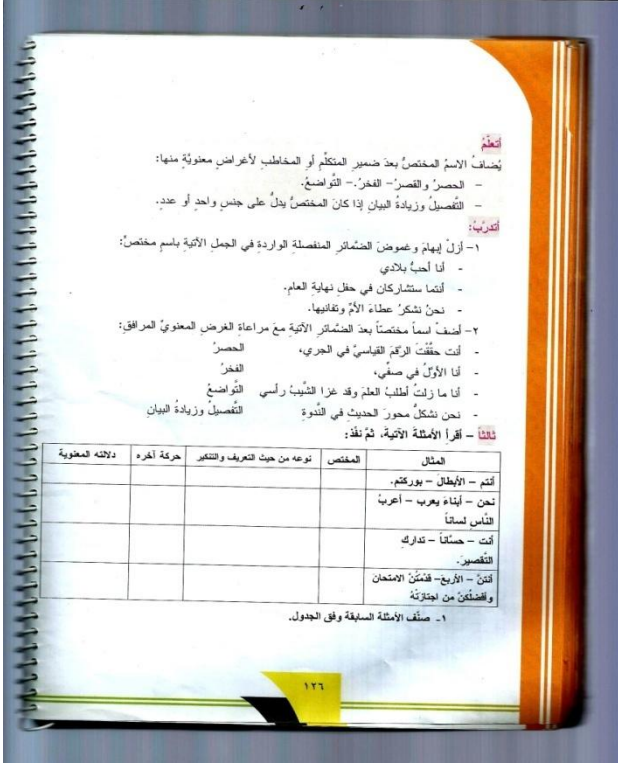 أتعلّمُ
يُضافُ الاسمُ المختصُّ بعدَ ضميرِ المتكلّمِ أو المخاطبِ لأغراضٍ معنويّةٍ منها:
– الحصرُ والقصرُ– الفخرُ.– التّواضعُ.
– التّفصيلُ وزيادةُ البيانِ إذا كانَ المختصُّ يدلُّ على جنسٍ واحدٍ أو عددٍ.
أتدرّبُ:
١– أزلْ إبهامَ وغموضَ الضّمائرِ المنفصلةِ الواردةِ في الجملِ الآتيةِ باسمٍ مختصٍّ:
- أنا أحبُّ بلادي
- أنتما ستشاركان في حفلِ نهايةِ العام.
- نحنُ نشكرُ عطاءَ الأمِّ وتفانيها.
٢– أضفْ اسماً مختصّاً بعدَ الضّمائرِ الآتيةِ معَ مراعاةِ الغرضِ المعنويِّ المرافقِ:
- أنت حقّقْتَ الرّقمَ القياسيَّ في الجري، الحصرُ
- أنا الأوّلُ في صفّي، الفخرُ
- أنا ما زلتُ أطلبُ العلمَ وقد غزا الشّيبُ رأسي التّواضعُ
- نحن نشكلُ محورَ الحديثِ في النّدوةِ التّفصيلُ وزيادةُ البيانِ
ثالثاً – أقرأ الأمثلةَ الآتيةَ، ثمَّ نفّذ:
المثال المختص نوعه من حيث التعريف والتنكير حركة آخره دلالته المعنوية
أنتم – الأبطالَ – بوركتم.
نحن – أبناءَ يعرب – أعربُ
النّاسِ لساناً
أنت – حسّاناً – تداركِ
التّقصيرَ.
أنتنَّ – الأربعَ– قدّمتُنَّ الامتحانَ
وأفضلُكنَّ من اجتازتْهُ
١- صنّف الأمثلة السابقة وفق الجدول.
١٢٦